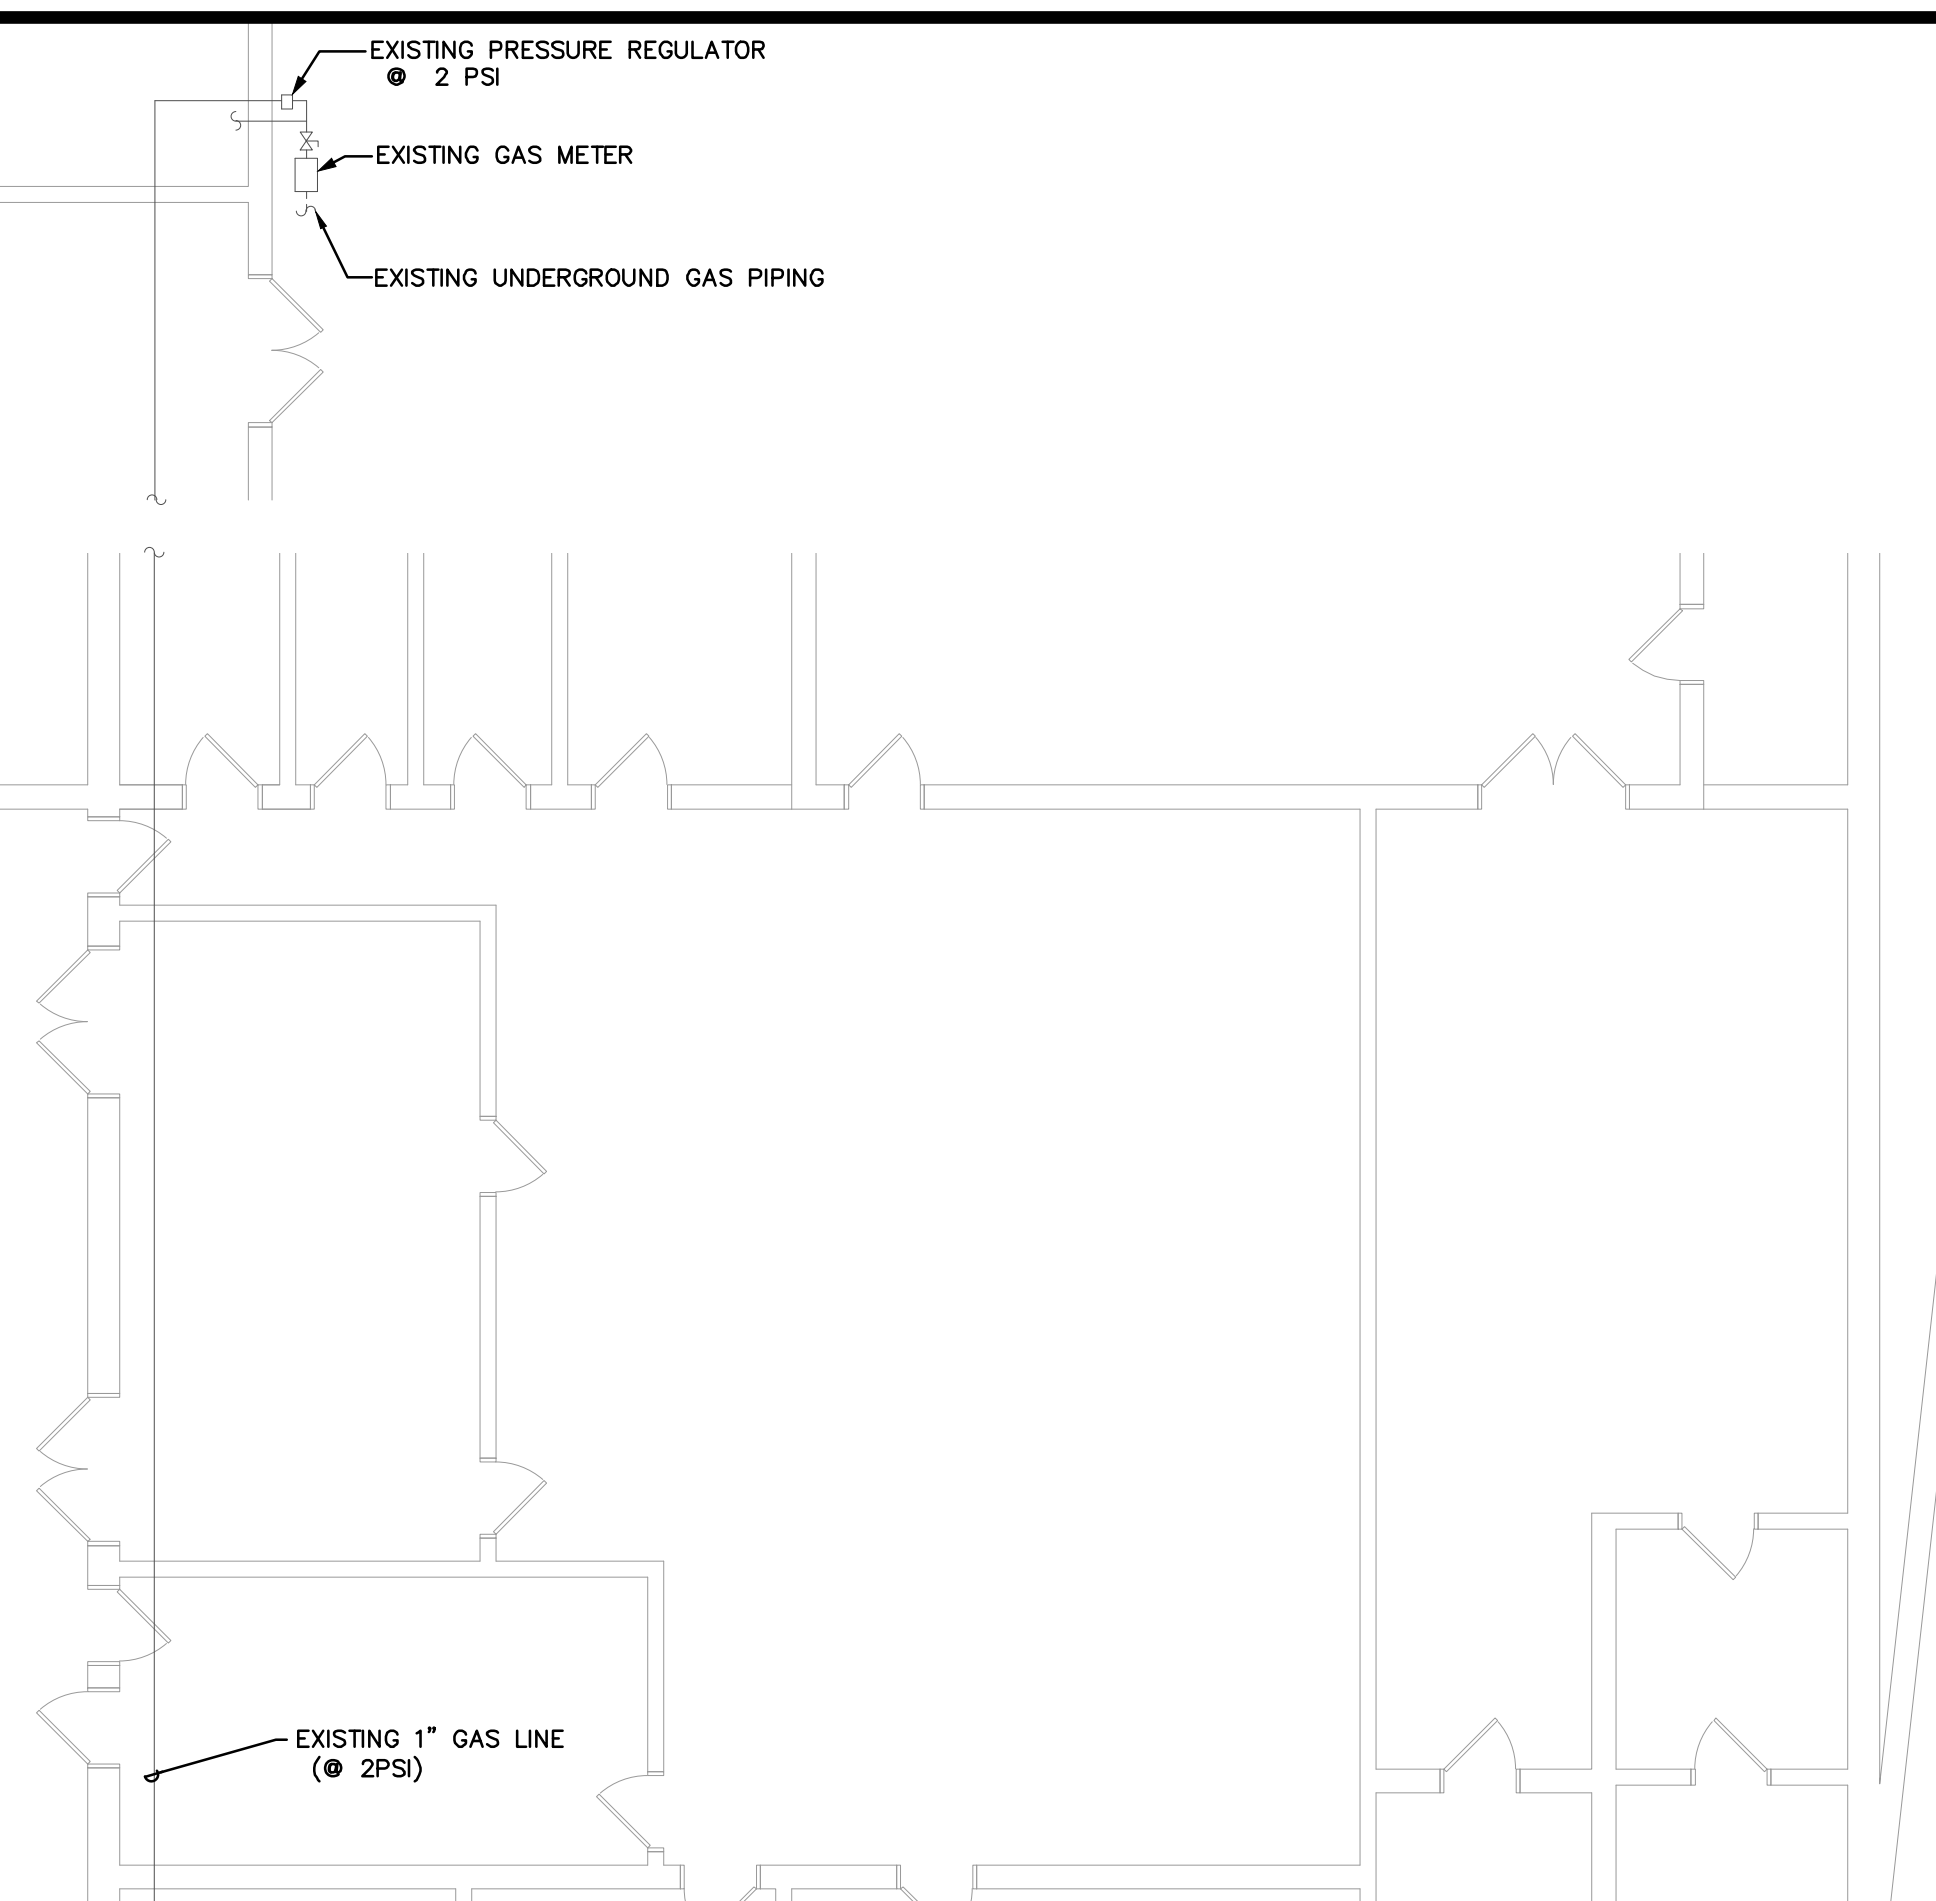 EXISTING PRESSURE REGULATOR
@ 2 PSI
EXISTING GAS METER
EXISTING UNDERGROUND GAS PIPING
EXISTING 1" GAS LINE
(@ 2PSI)